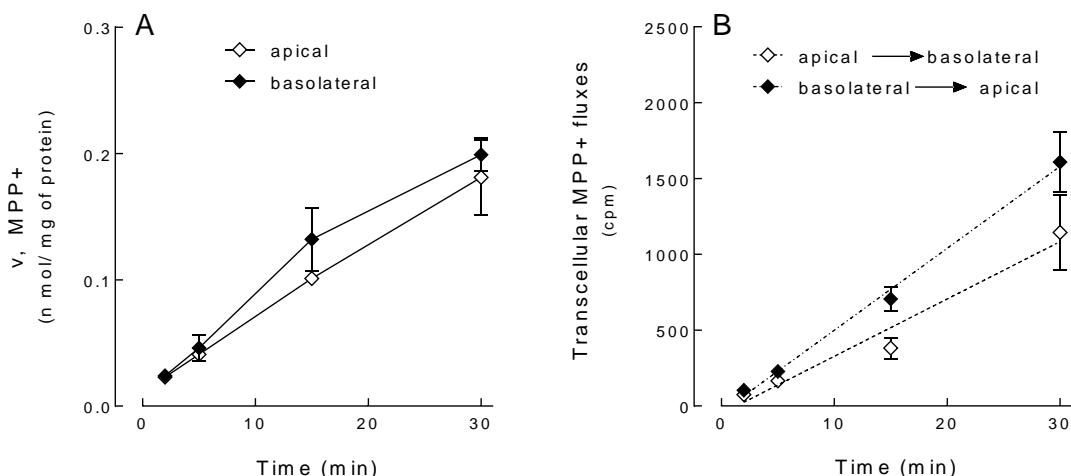 A
0.3
0.2
0.1
0.0
v, MPP+
(n mol/ mg of protein)
apical
basolateral
0
10
20
30
Time (min)
B
2500
2000
1500
1000
500
0
Transcellular MPP+ fluxes
(cpm)
apical basolateral
basolateral apical
0
10
20
30
Time (min)